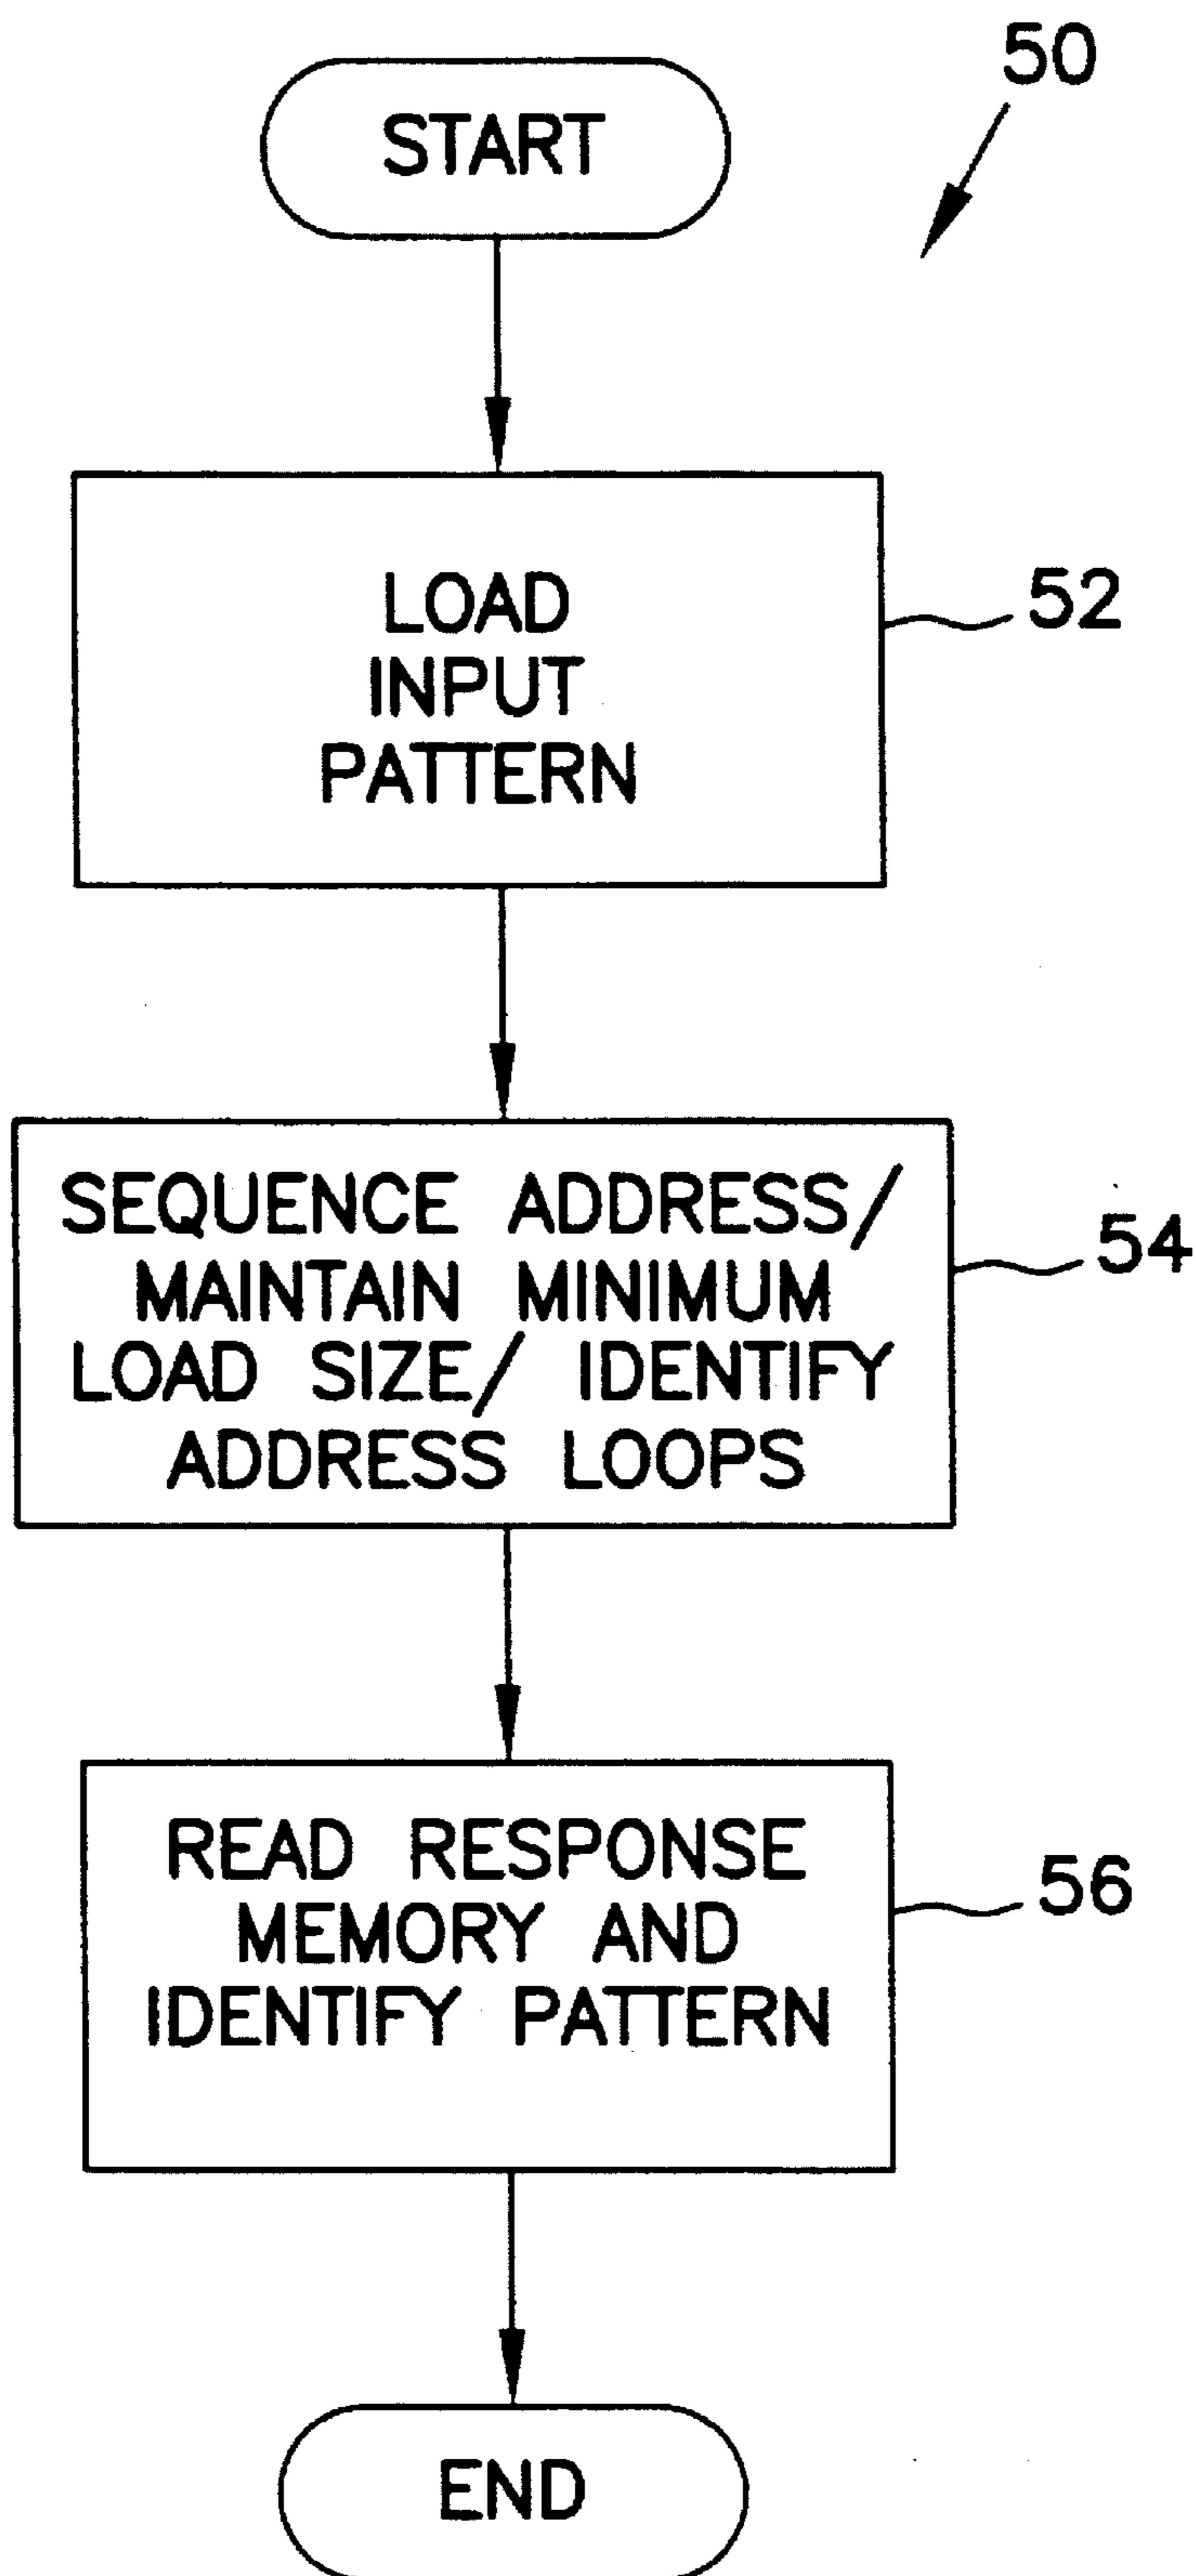 50
START
LOAD
INPUT
PATTERN
52
SEQUENCE ADDRESS/
MAINTAIN MINIMUM
LOAD SIZE/ IDENTIFY
ADDRESS LOOPS
54
READ RESPONSE
MEMORY AND
IDENTIFY PATTERN
56
END